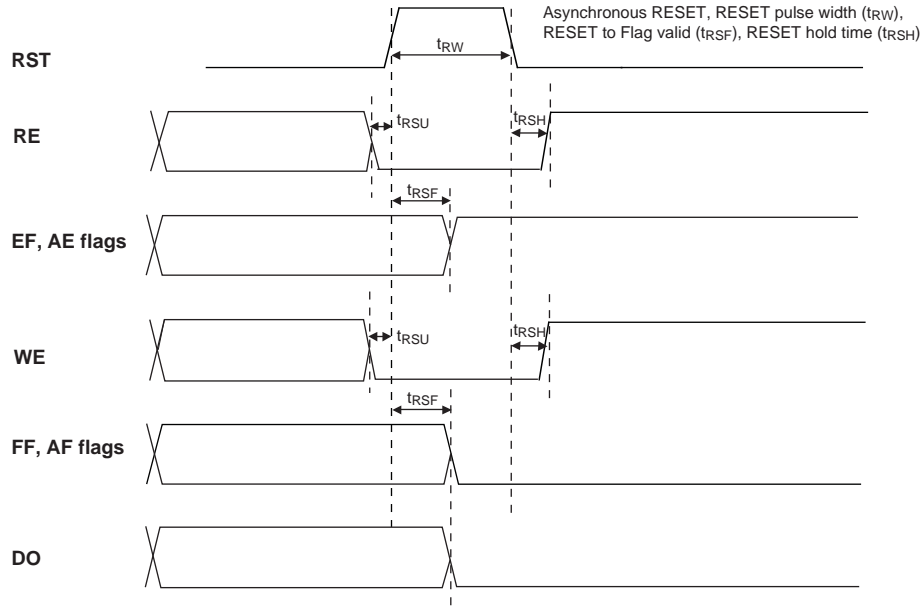 Asynchronous RESET, RESET pulse width (tRW),
RESET to Flag valid (tRSF), RESET hold time (tRSH)
tRW
RST
tRSU
tRSH
RE
tRSF
EF, AE flags
tRSU
tRSH
WE
tRSF
FF, AF flags
DO